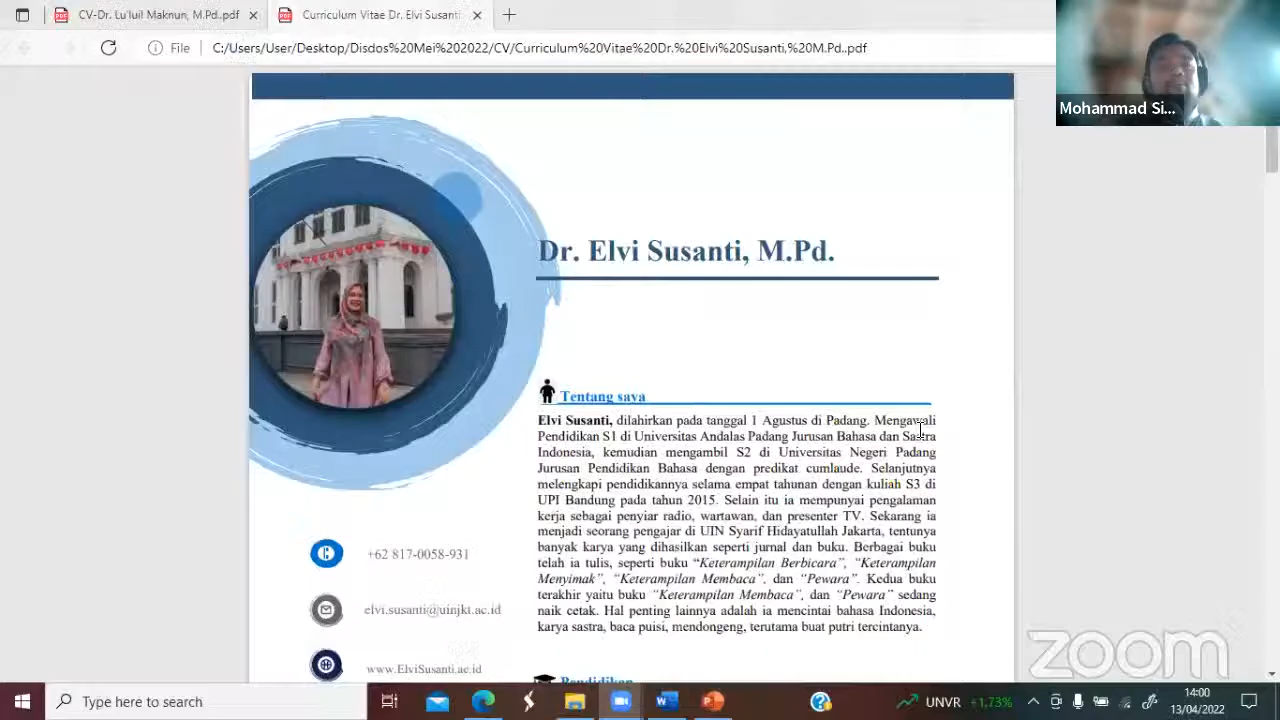 CV-Dr. Lu'luil Maknun, M.Pd.pdf
Curriculum Vitae Dr. Elvi Susanti
File
C:/Users/User/Desktop/Disdos%20Mei%202022/CV/Curriculum%20Vitae%20Dr.%20Elvi%20Susanti,%20M.Pd..pdf
Mohammad Si...
Dr. Elvi Susanti, M.Pd.
Tentang saya
Elvi Susanti, dilahirkan pada tanggal 1 Agustus di Padang. Mengawali
Pendidikan S1 di Universitas Andalas Padang Jurusan Bahasa dan Sastra
Indonesia, kemudian mengambil S2 di Universitas Negeri Padang
Jurusan Pendidikan Bahasa dengan predikat cumlaude. Selanjutnya
melengkapi pendidikannya selama empat tahunan dengan kuliah S3 di
UPI Bandung pada tahun 2015. Selain itu ia mempunyai pengalaman
kerja sebagai penyiar radio, wartawan, dan presenter TV. Sekarang ia
menjadi seorang pengajar di UIN Syarif Hidayatullah Jakarta, tentunya
banyak karya yang dihasilkan seperti jurnal dan buku. Berbagai buku
telah ia tulis, seperti buku “Keterampilan Berbicara”, “Keterampilan
Menyimak”, “Keterampilan Membaca”, dan “Pewara”. Kedua buku
terakhir yaitu buku “Keterampilan Membaca”, dan “Pewara” sedang
naik cetak. Hal penting lainnya adalah ia mencintai bahasa Indonesia,
karya sastra, baca puisi, mendongeng, terutama buat putri tercintanya.
+62 817-0058-931
elvi.susanti@uinjkt.ac.id
www.ElviSusanti.ac.id
Pendidikan
zoom
Type here to search
UNVR +1,73%
14:00
13/04/2022